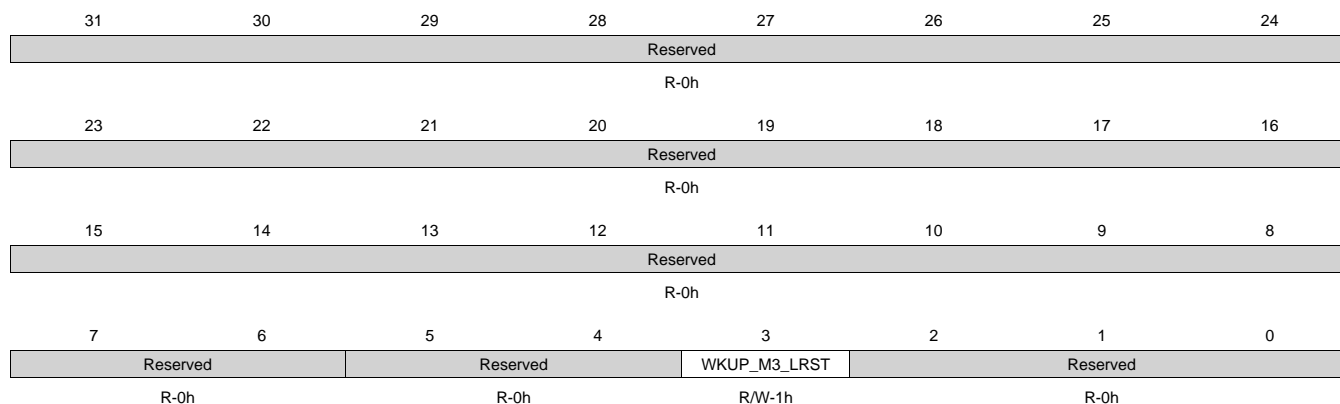 31 30 29 28 27 26 25 24
Reserved
R-0h
23 22 21 20 19 18 17 16
Reserved
R-0h
15 14 13 12 11 10 9 8
Reserved
R-0h
7 6 5 4 3 2 1 0
Reserved Reserved WKUP_M3_LRST Reserved
R-0h R-0h R/W-1h R-0h